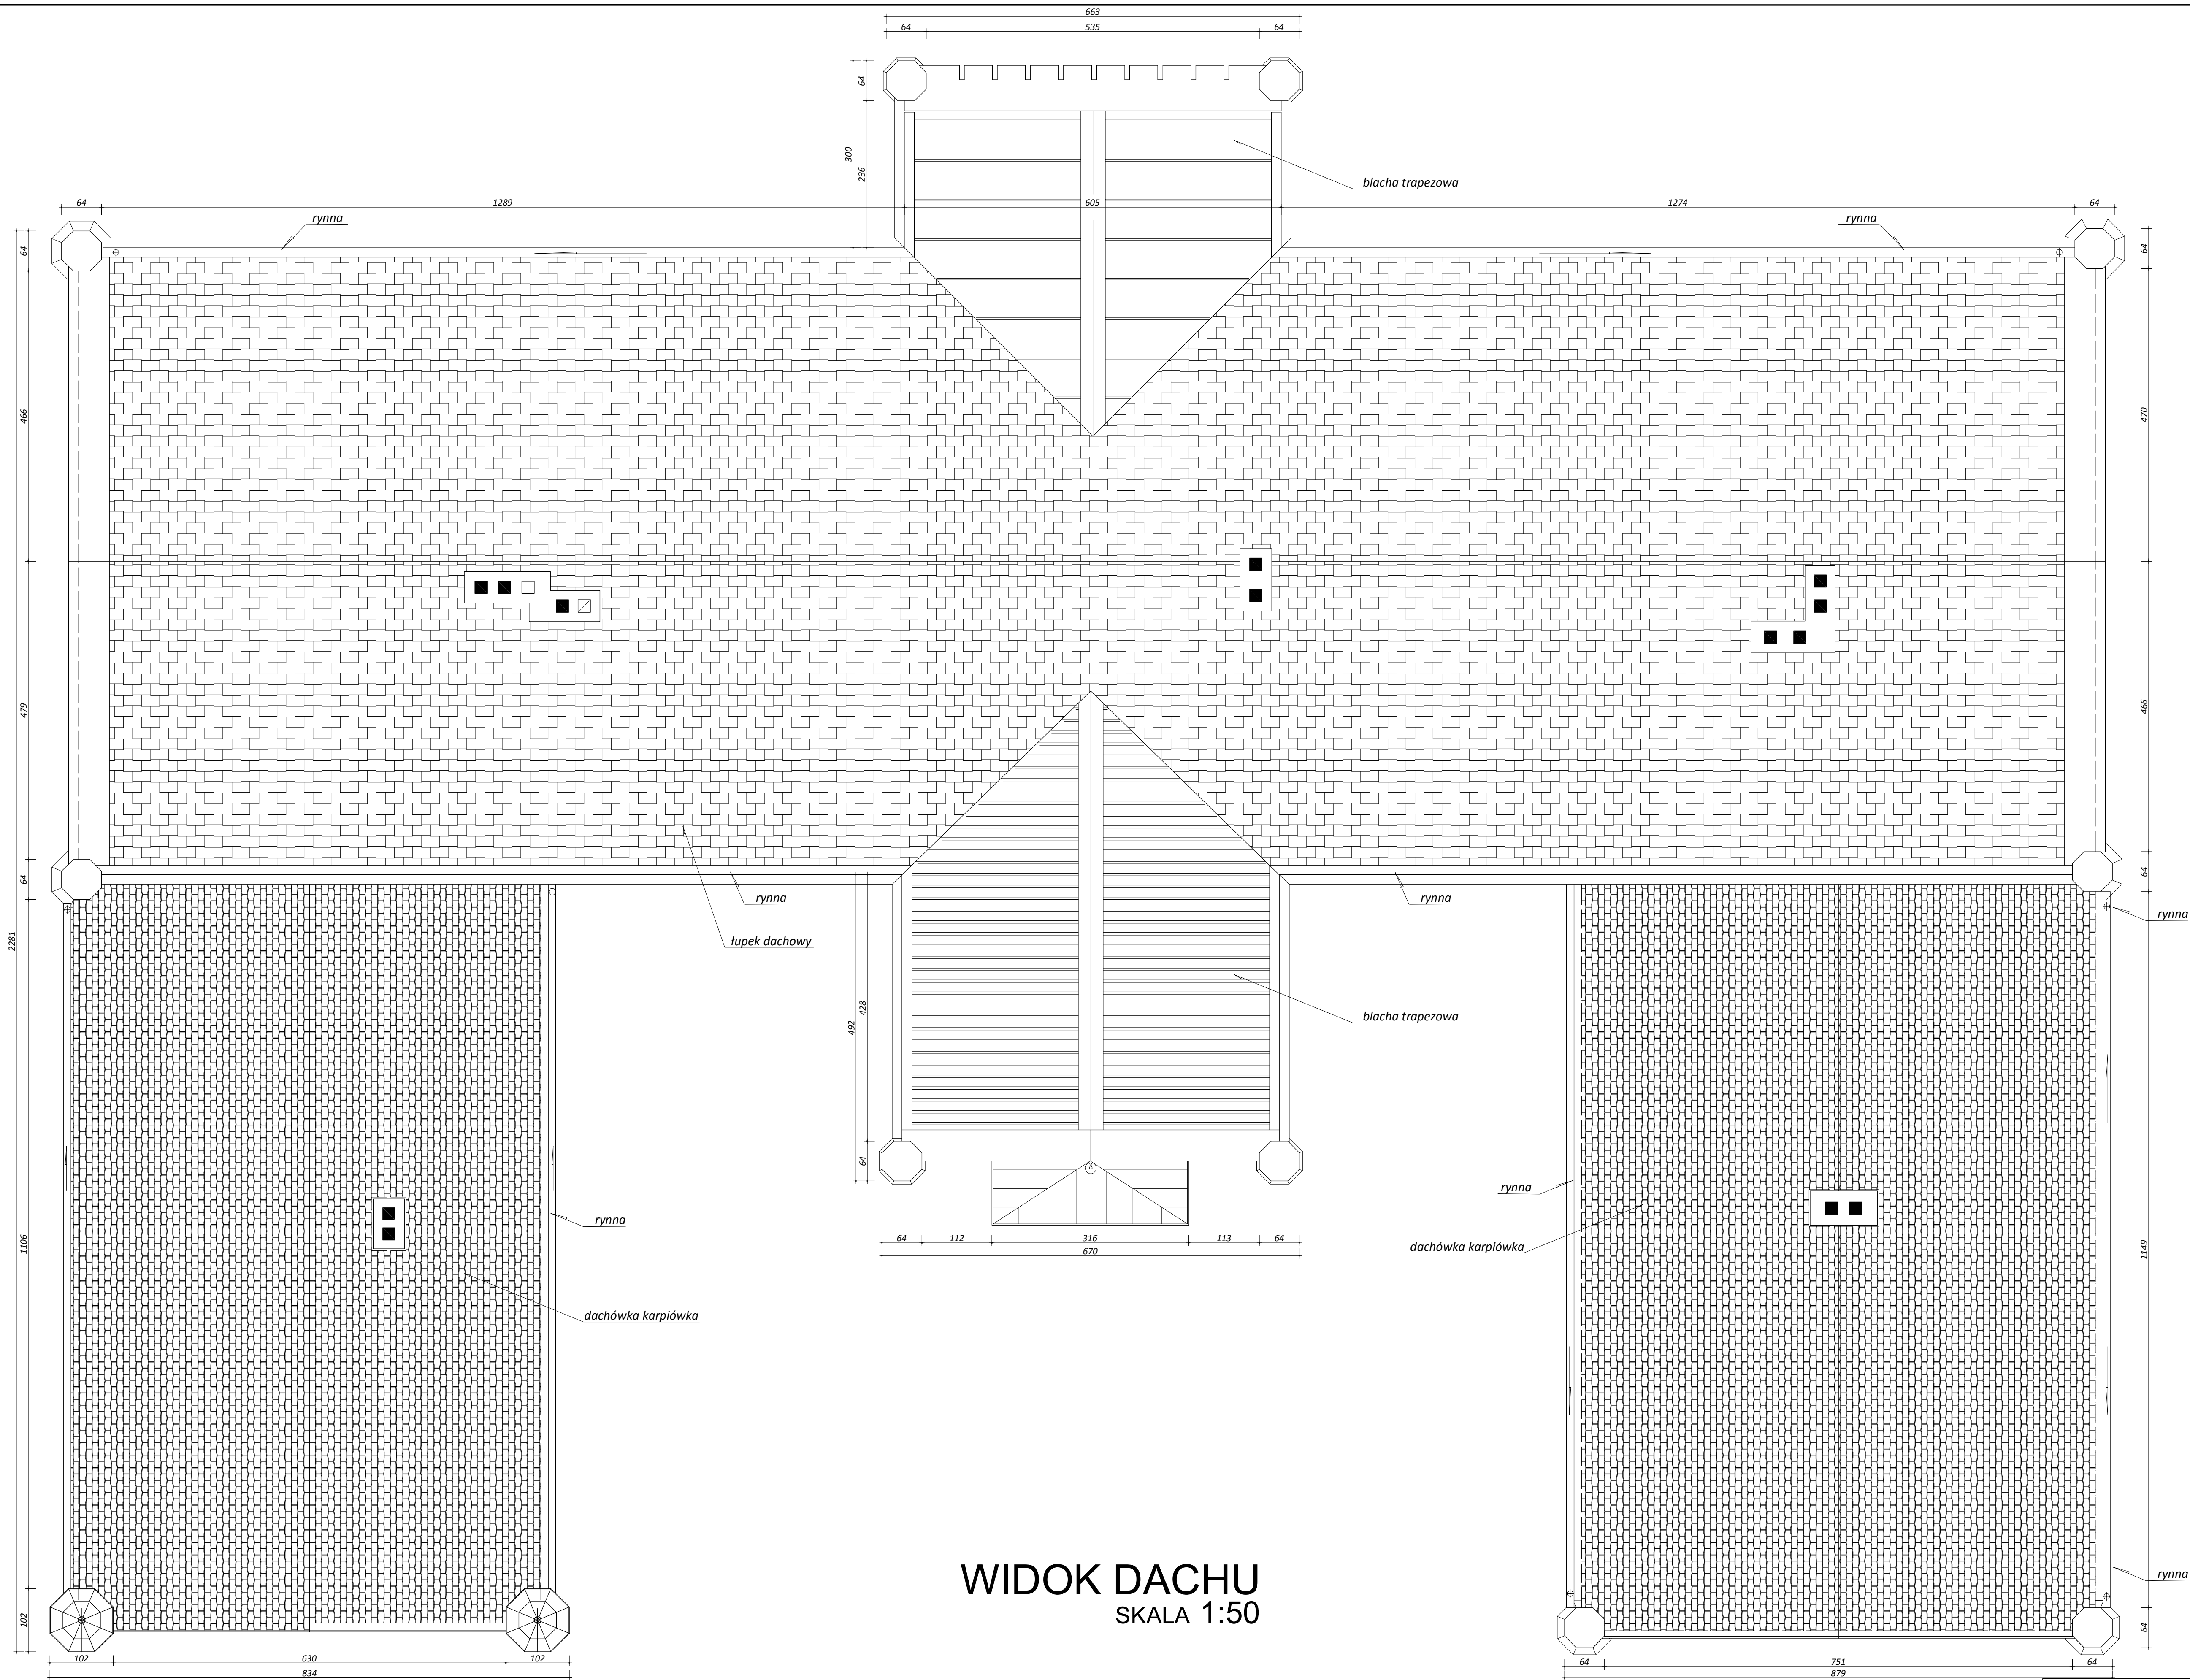 663
64 535 64
64
300
236
blacha trapezowa
64 1289 605 1274 64
rynna
rynna
64
64
466
470
479
466
64
64
rynna
rynna
rynna
łupek dachowy
2281
428
492
blacha trapezowa
64
rynna
rynna
64 112 316 113 64
670
dachówka karpiówka
1106
1149
dachówka karpiówka
WIDOK DACHU
SKALA 1:50
rynna
102
64
102 630 102
834
64 751 64
879